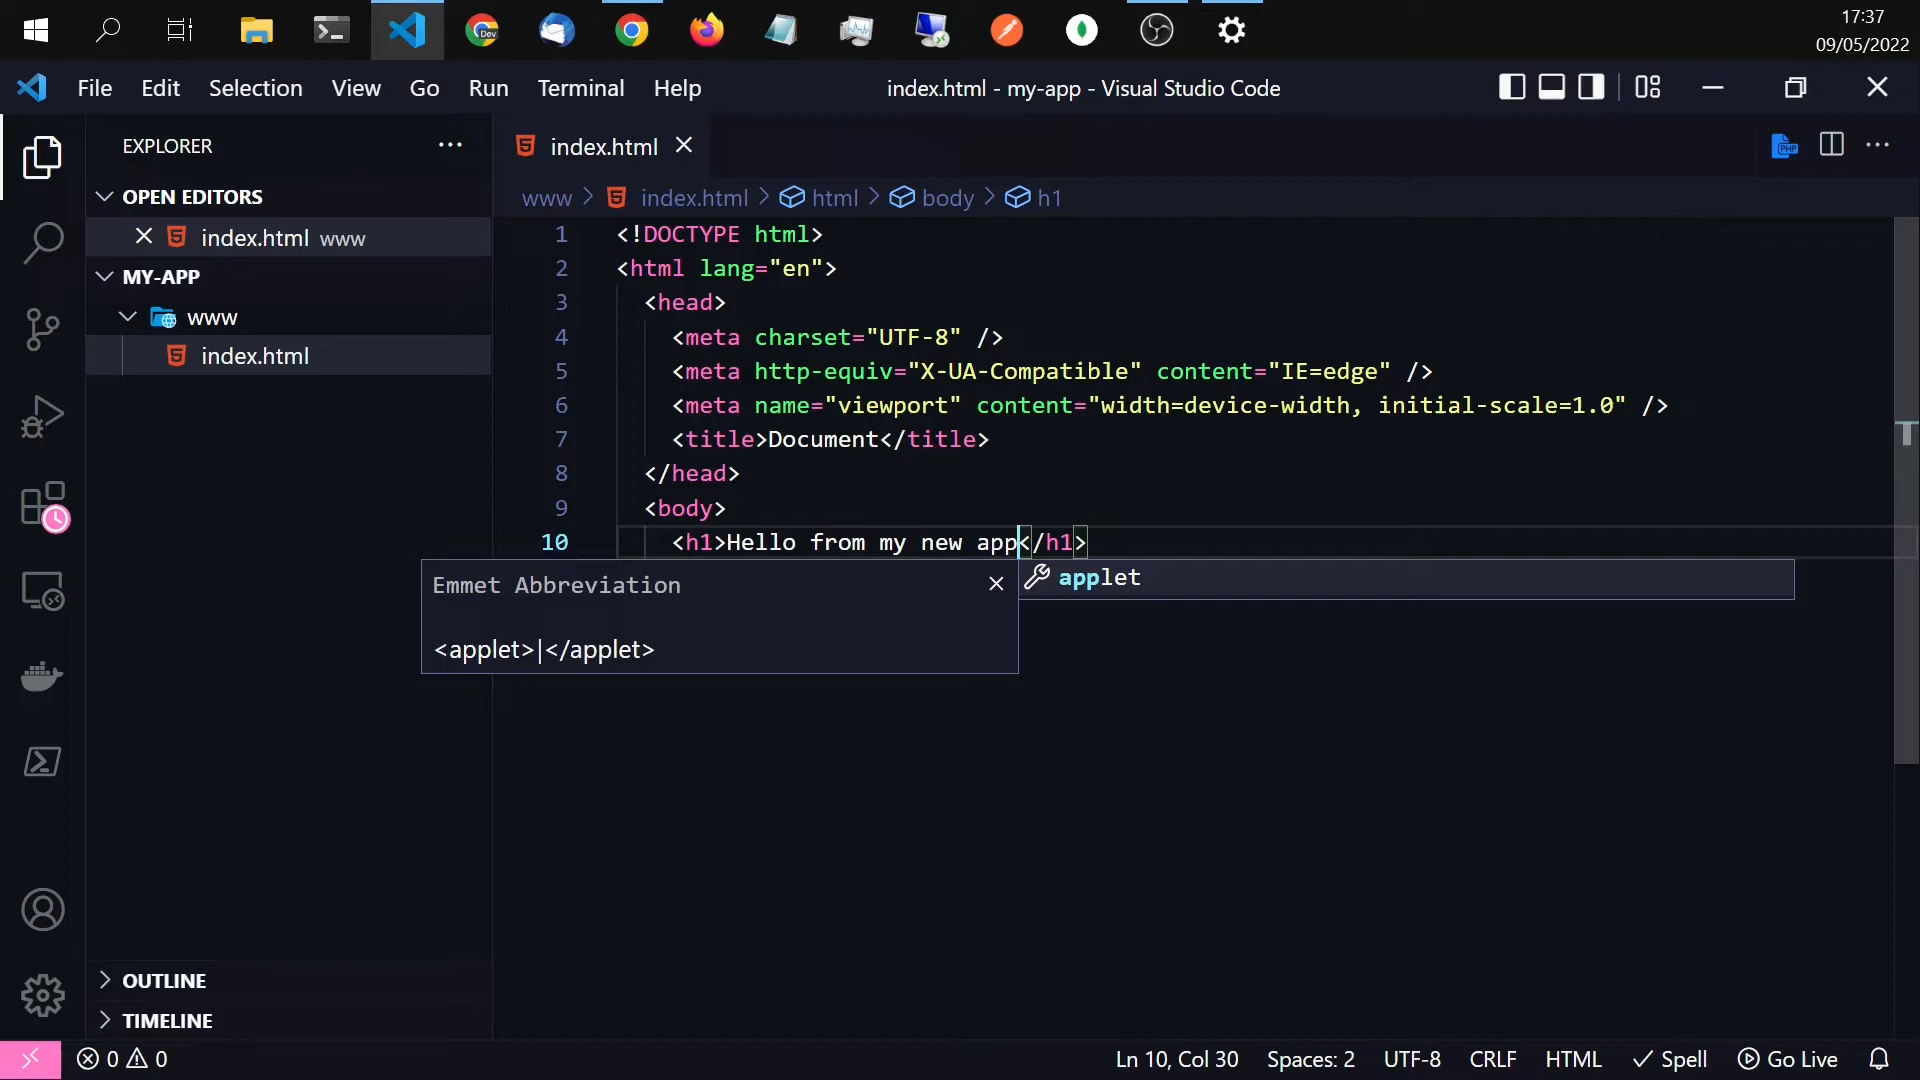 Dev
17:37
09/05/2022
File Edit Selection View Go Run Terminal Help
index.html - my-app - Visual Studio Code
EXPLORER
index.html
PHP
OPEN EDITORS
www > index.html > html > body > h1
index.html www
MY-APP
www
index.html
1 <!DOCTYPE html>
2 <html lang="en">
3 <head>
4 <meta charset="UTF-8" />
5 <meta http-equiv="X-UA-Compatible" content="IE=edge" />
6 <meta name="viewport" content="width=device-width, initial-scale=1.0" />
7 <title>Document</title>
8 </head>
9 <body>
10 <h1>Hello from my new app</h1>
Emmet Abbreviation
applet
<applet>|</applet>
OUTLINE
TIMELINE
0 0
Ln 10, Col 30 Spaces: 2 UTF-8 CRLF HTML Spell Go Live